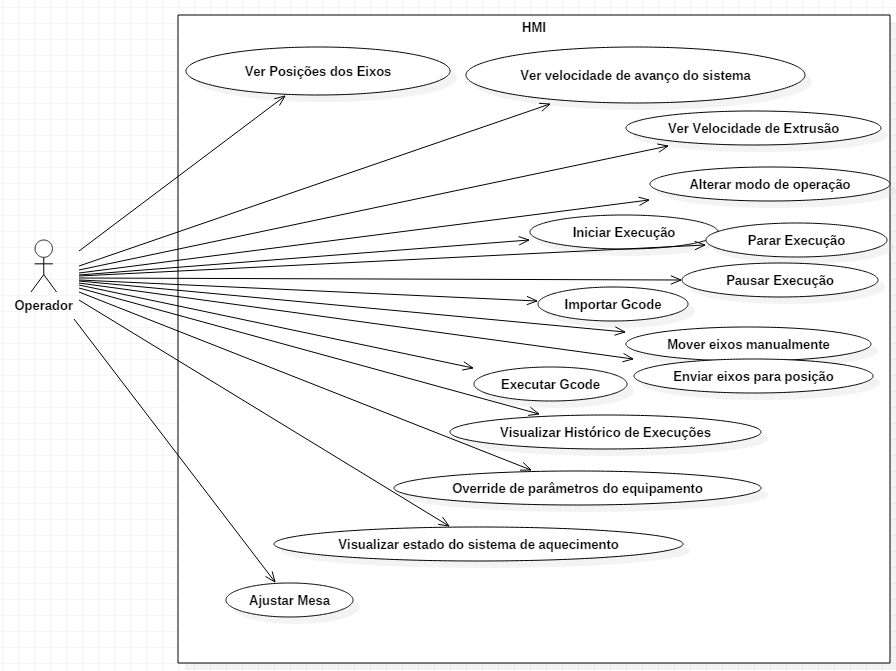 HMI
Ver Posições dos Eixos
Ver velocidade de avanço do sistema
Ver Velocidade de Extrusão
Alterar modo de operação
Iniciar Execução
Parar Execução
Pausar Execução
Operador
Importar Gcode
Mover eixos manualmente
Enviar eixos para posição
Executar Gcode
Visualizar Histórico de Execuções
Override de parâmetros do equipamento
Visualizar estado do sistema de aquecimento
Ajustar Mesa